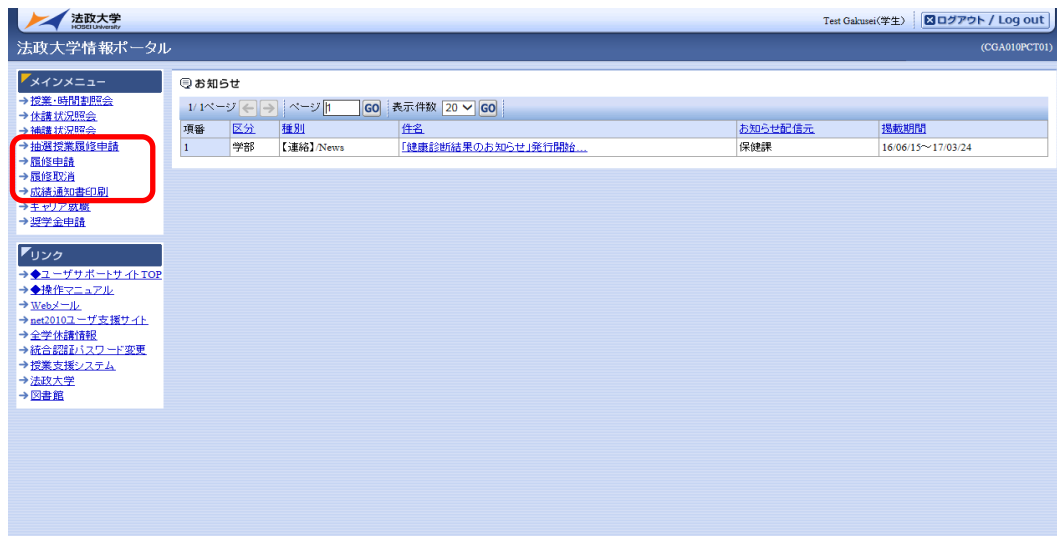 法政大学
HOSEI University
Test Gakusei(学生)
ログアウト / Log out
法政大学情報ポータル
(CGA010PCT01)
メインメニュー
授業・時間割照会
休講状況照会
補講状況照会
抽選授業履修申請
履修申請
履修取消
成績通知書印刷
キャリア就職
奨学金申請
リンク
◆ユーザサポートサイトTOP
◆操作マニュアル
Webメール
net2010ユーザ支援サイト
全学休講情報
統合認証パスワード変更
授業支援システム
法政大学
図書館
お知らせ
1/ 1ページ ページ 1 GO 表示件数 20 GO
項番 区分 種別 件名 お知らせ配信元 掲載期間
1 学部 【連絡】/News 「健康診断結果のお知らせ」発行開始... 保健課 16/06/15～17/03/24